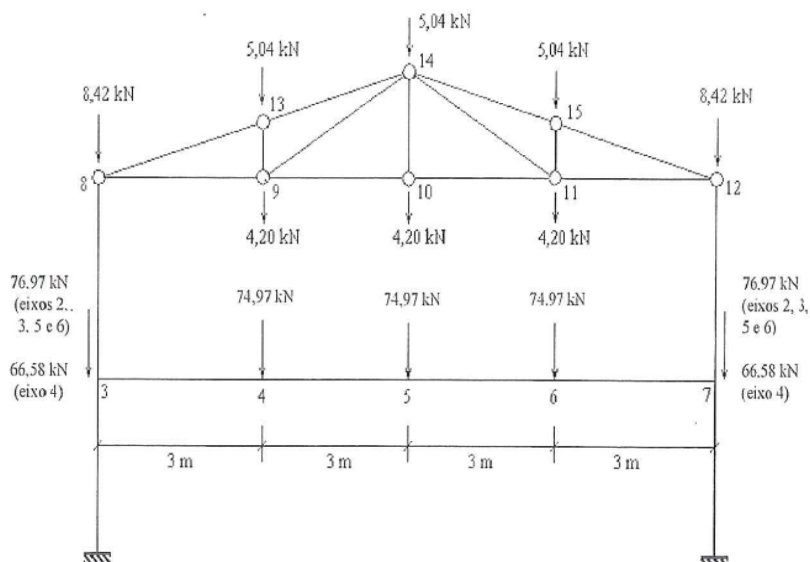 5,04 kN
14
5,04 kN
5,04 kN
13
15
8,42 kN
8,42 kN
8
9
10
11
12
4,20 kN
4,20 kN
4,20 kN
76.97 kN
(eixos 2..
3. 5 e 6)
74,97 kN
74,97 kN
74.97 kN
76.97 kN
(eixos 2, 3,
5 e 6)
66,58 kN
(eixo 4)
66.58 kN
(eixo 4)
3
4
5
6
7
3 m
3 m
3 m
3 m